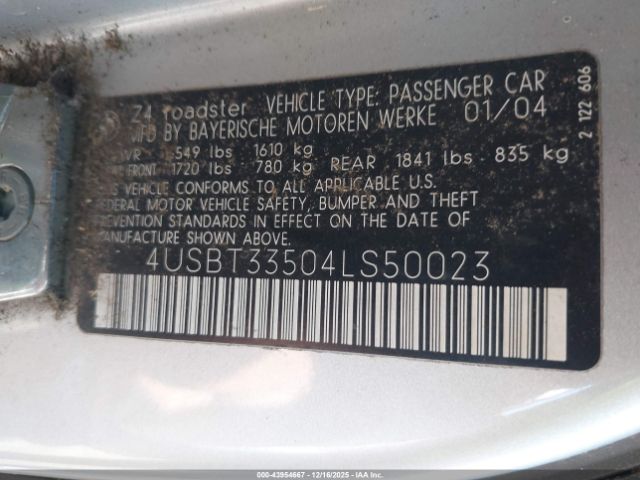 Z4 roadster VEHICLE TYPE: PASSENGER CAR
MFD BY BAYERISCHE MOTOREN WERKE 01/04
549 lbs 1610 kg
FRONT 1720 lbs - 780 kg REAR 1841 lbs - 835 kg
VEHICLE CONFORMS TO ALL APPLICABLE U.S.
FEDERAL MOTOR VEHICLE SAFETY, BUMPER AND THEFT
PREVENTION STANDARDS IN EFFECT ON THE DATE OF
MANUFACTURE SHOWN ABOVE.
4USBT33504LS50023
2 122 606
000-43954667 - 12/16/2025 - IAA Inc.